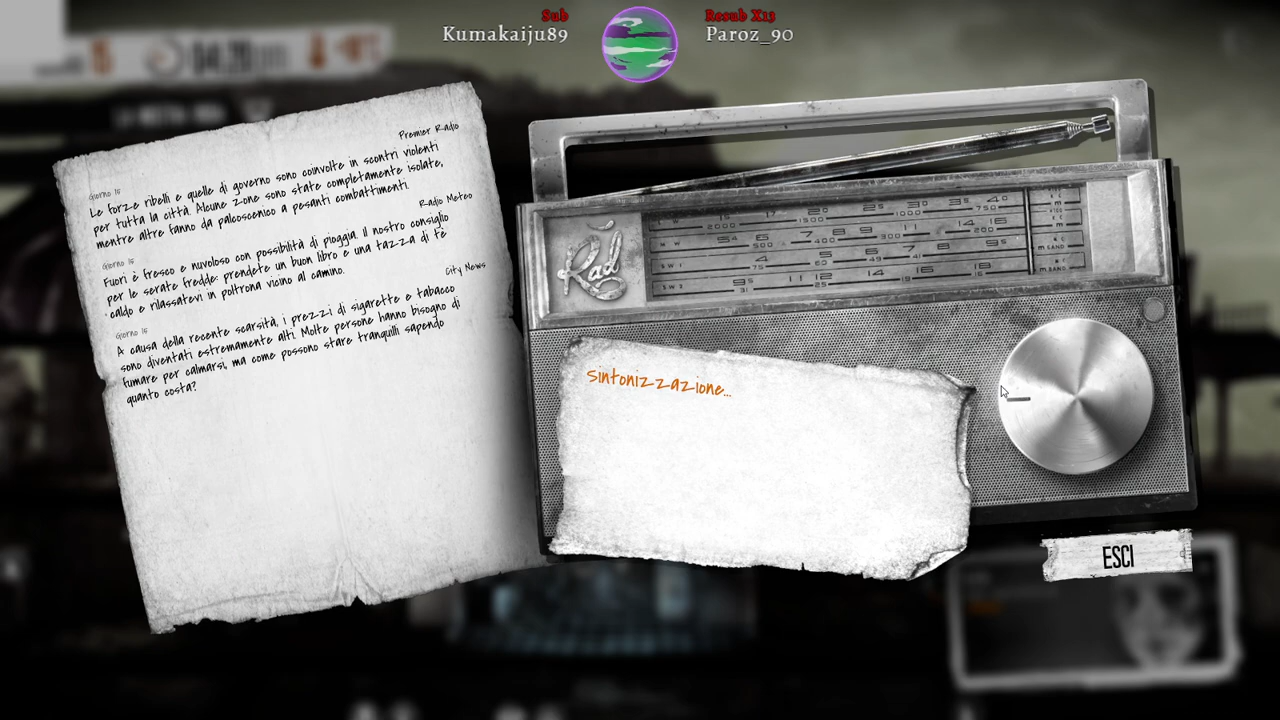 Sub
Kumakaiju89
Resub X13
Paroz_90
Premier Radio
Giorno 15
Le forze ribelli e quelle di governo sono coinvolte in scontri violenti
per tutta la città. Alcune zone sono state completamente isolate,
mentre altre fanno da palcoscenico a pesanti combattimenti.
Radio Meteo
Giorno 15
Fuori è fresco e nuvoloso con possibilità di pioggia. Il nostro consiglio
per le serate fredde: prendete un buon libro e una tazza di tè
caldo e rilassatevi in poltrona vicino al camino.
City News
Giorno 15
A causa della recente scarsità, i prezzi di sigarette e tabacco
sono diventati estremamente alti. Molte persone hanno bisogno di
fumare per calmarsi, ma come possono stare tranquilli sapendo
quanto costa?
Rad
Sintonizzazione...
ESCI